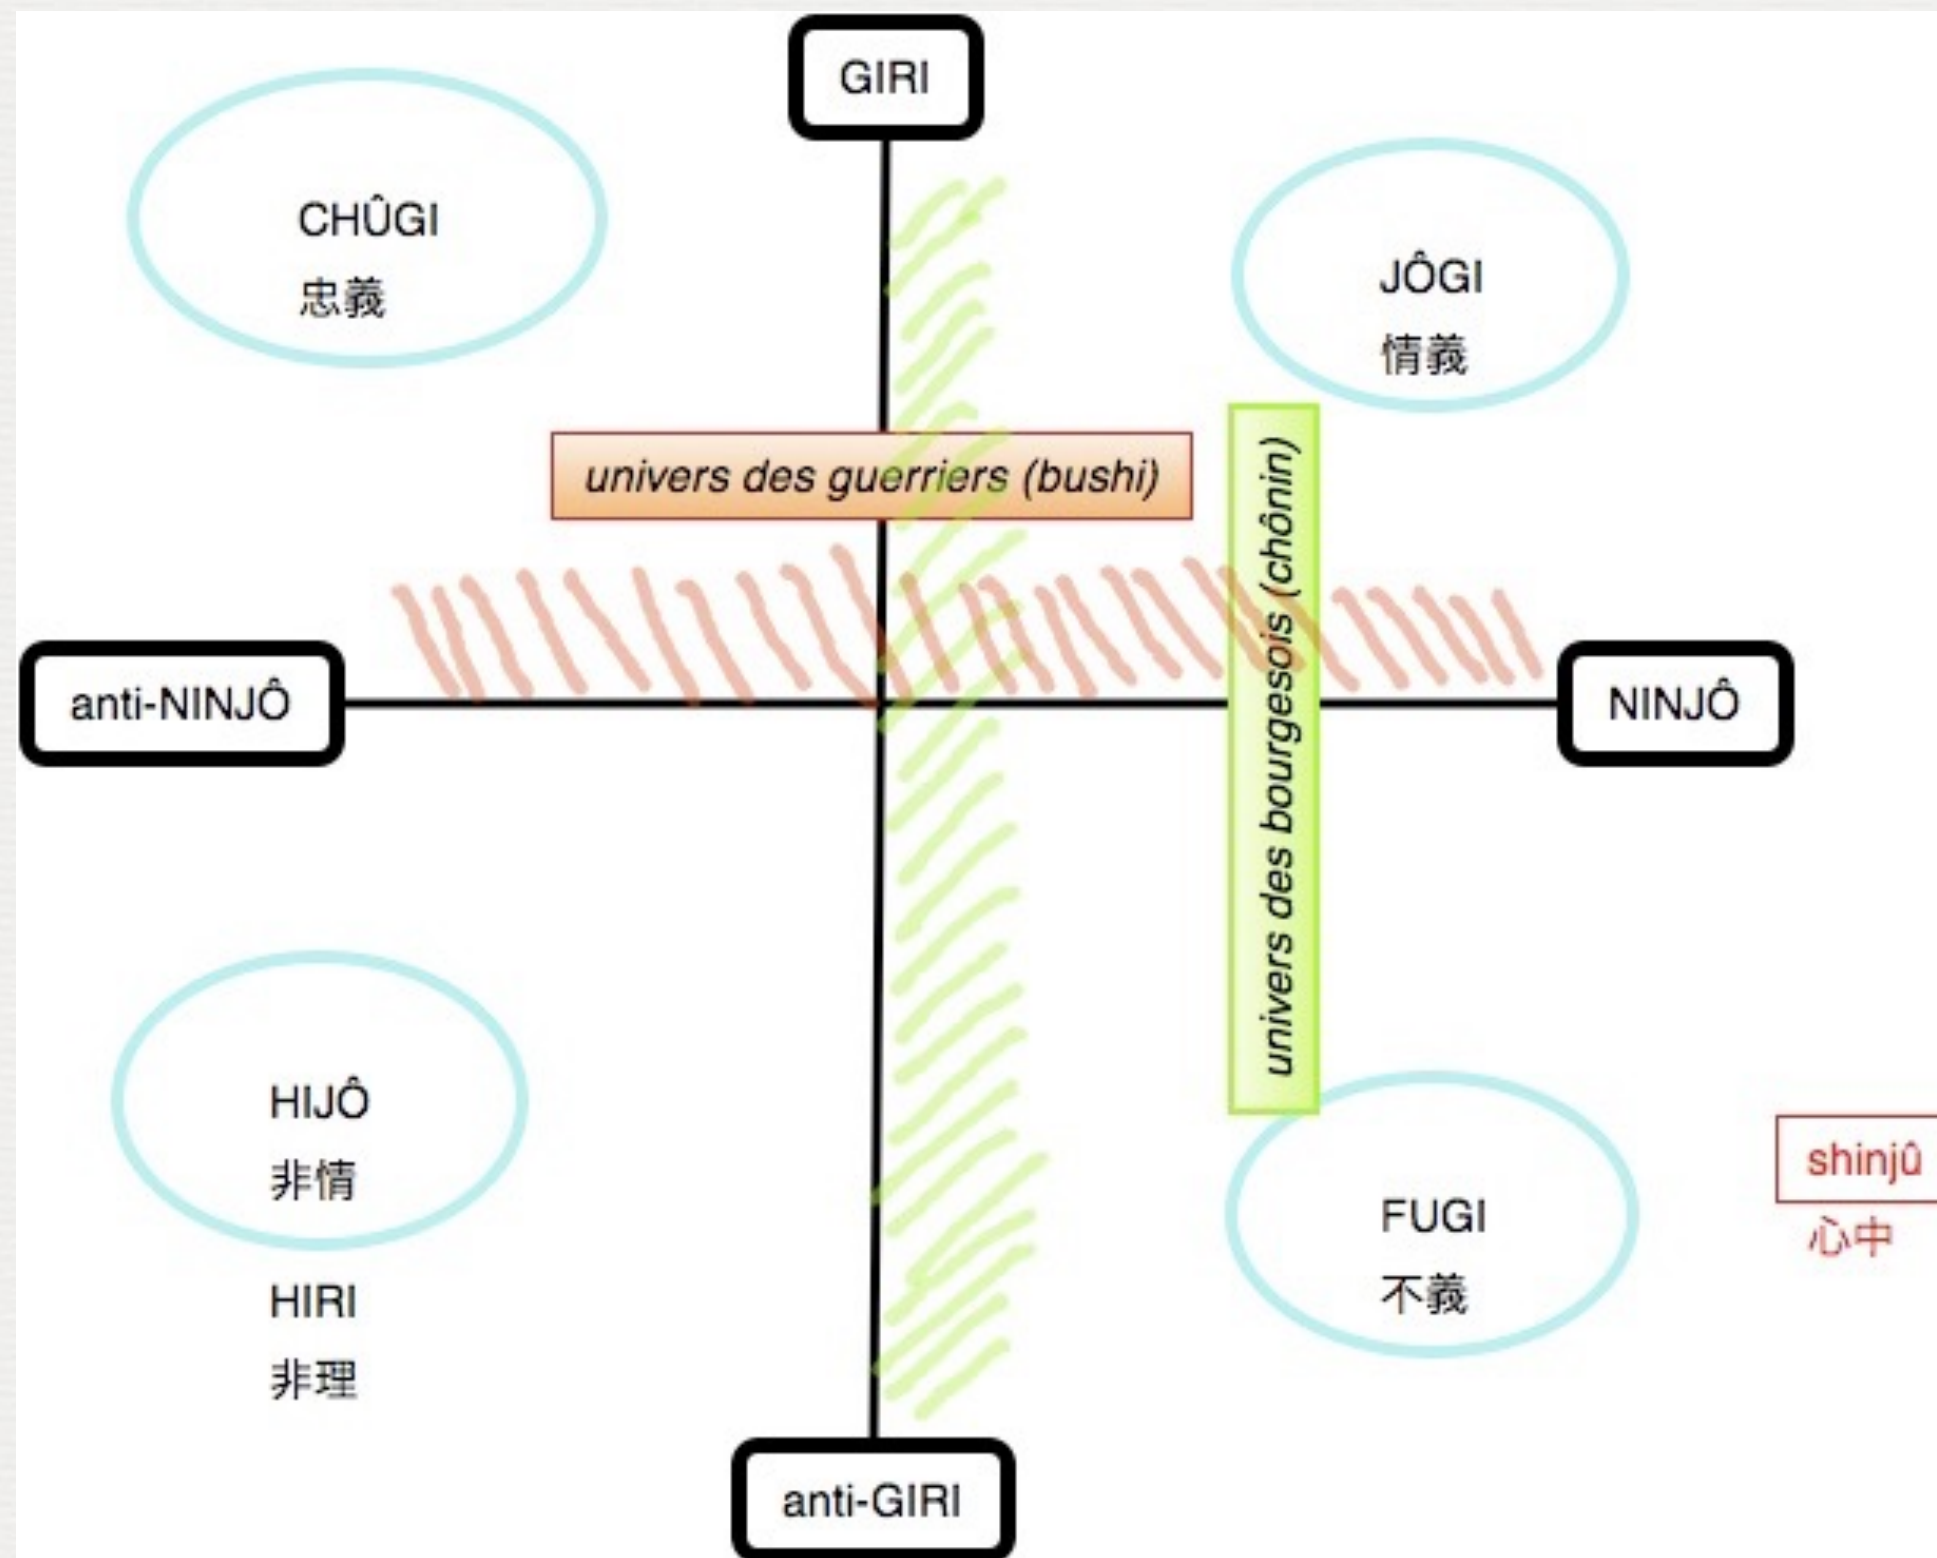 GIRI
CHÛGI
忠義
JÔGI
情義
univers des guerriers (bushi)
univers des bourgesois (chônin)
anti-NINJÔ
NINJÔ
HIJÔ
非情
HIRI
非理
FUGI
不義
shinjû
心中
anti-GIRI